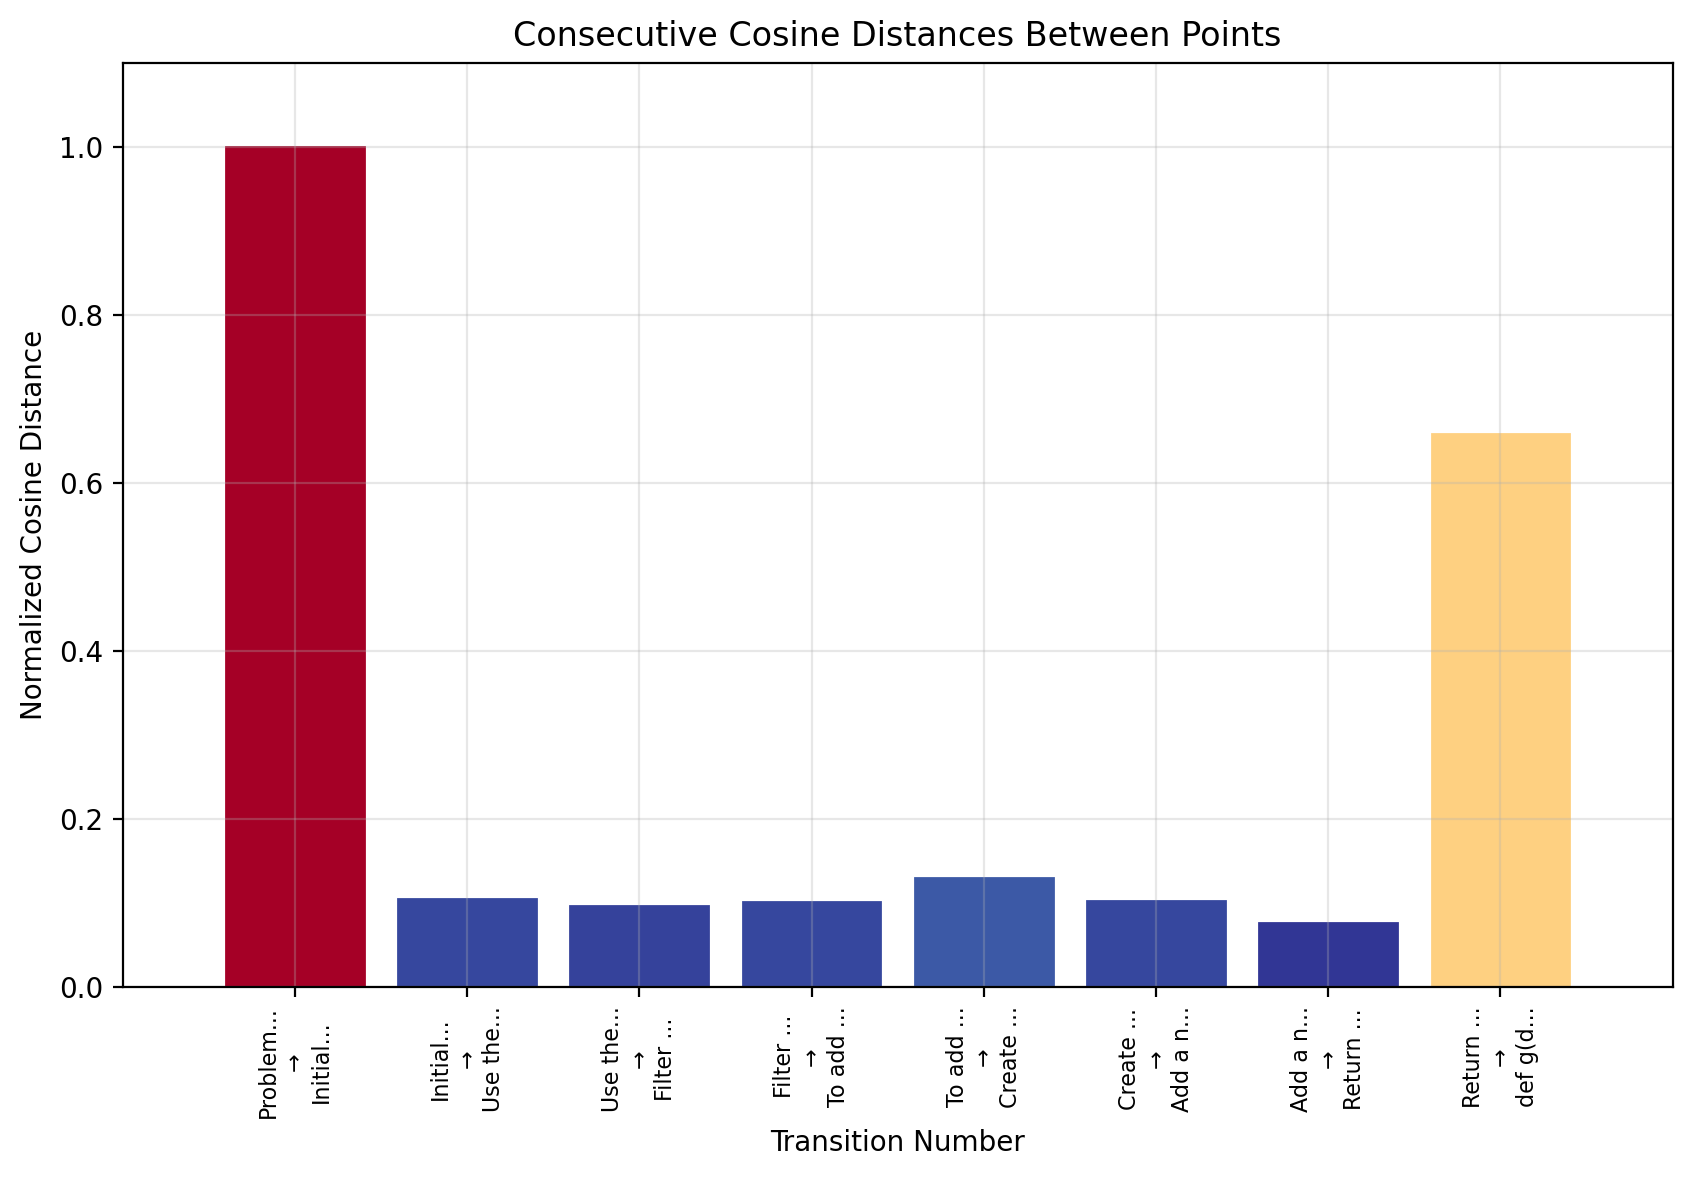 Consecutive Cosine Distances Between Points
Normalized Cosine Distance
1.0
0.8
0.6
0.4
0.2
0.0
Problem...
→
Initial...
Initial...
→
Use the...
Use the...
→
Filter ...
Filter ...
→
To add ...
To add ...
→
Create ...
Create ...
→
Add a n...
Add a n...
→
Return ...
Return ...
→
def g(d...
Transition Number